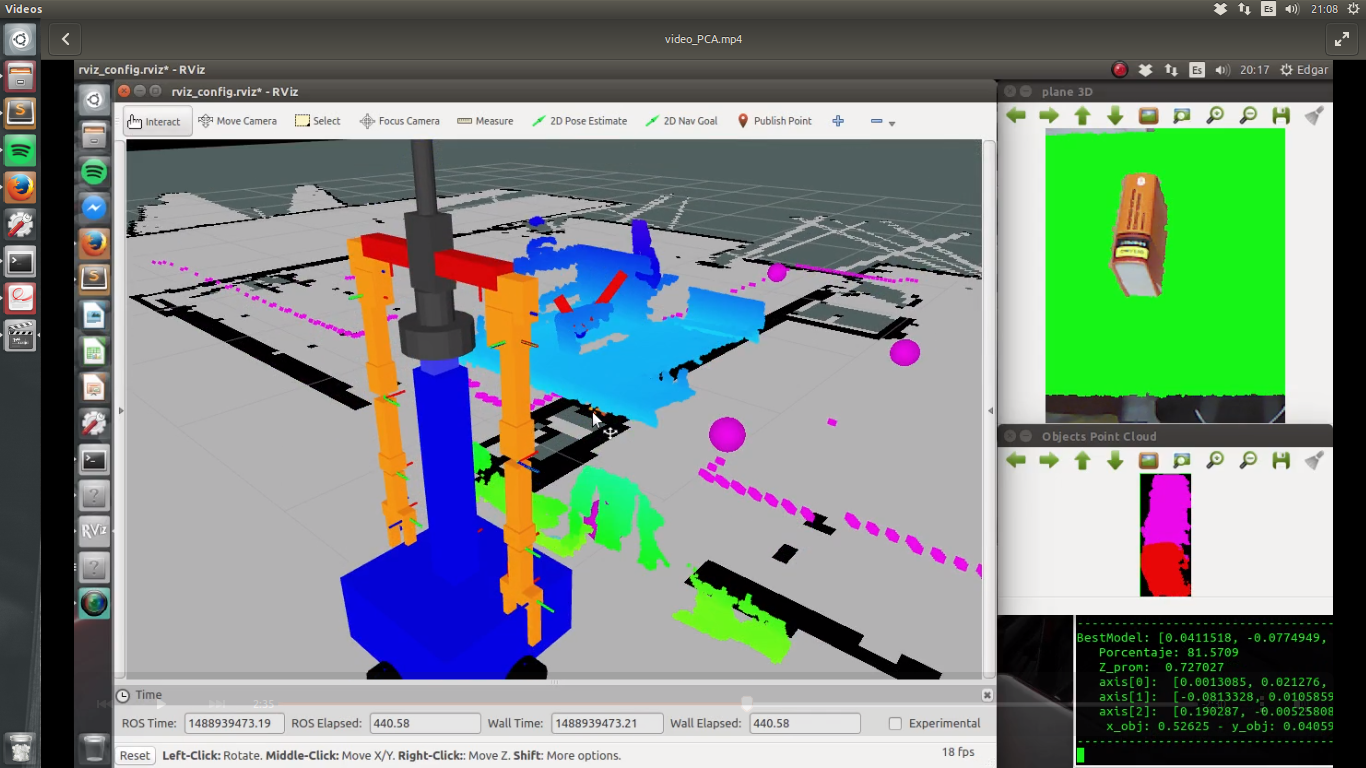 Videos
Es
21:08
video_PCA.mp4
rviz_config.rviz* - RViz
Es
20:17
Edgar
rviz_config.rviz* - RViz
plane 3D
Interact
Move Camera
Select
Focus Camera
Measure
2D Pose Estimate
2D Nav Goal
Publish Point
Objects Point Cloud
RViz
BestModel: [0.0411518, -0.0774949,
Porcentaje: 81.5709
Z_prom: 0.727027
axis[0]: [0.0013085, 0.021276,
axis[1]: [-0.0813328, 0.0105859
axis[2]: [0.190287, -0.00525808
x_obj: 0.52625 - y_obj: 0.04059
Time
2:35
ROS Time: 1488939473.19 ROS Elapsed: 440.58 Wall Time: 1488939473.21 Wall Elapsed: 440.58 Experimental
Reset Left-Click: Rotate. Middle-Click: Move X/Y. Right-Click:: Move Z. Shift: More options. 18 fps